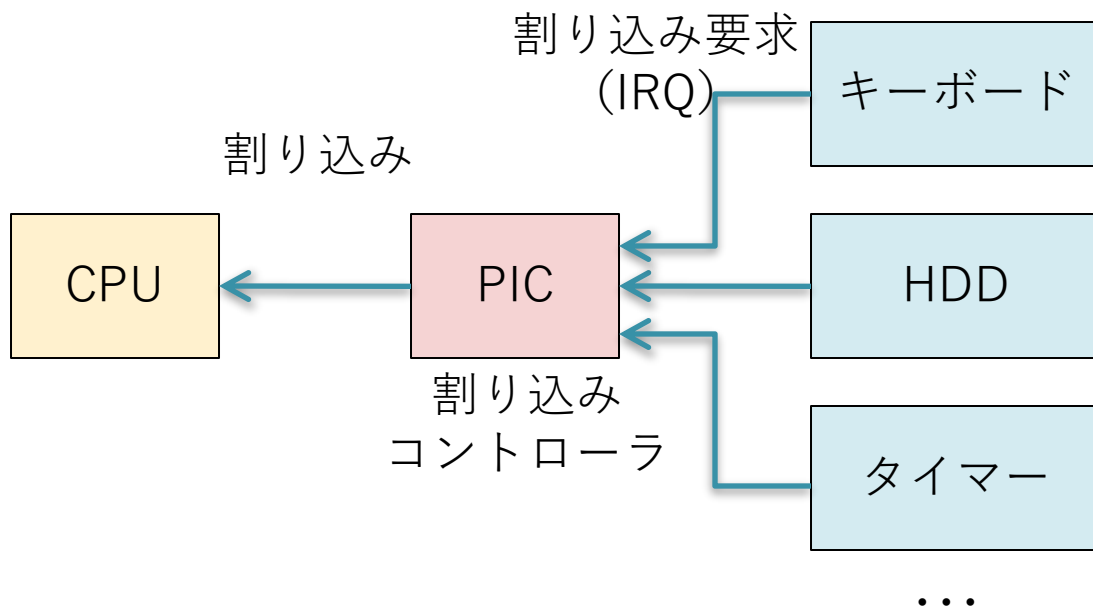 割り込み要求
(IRQ)
キーボード
割り込み
CPU
PIC
HDD
割り込み
コントローラ
タイマー
...